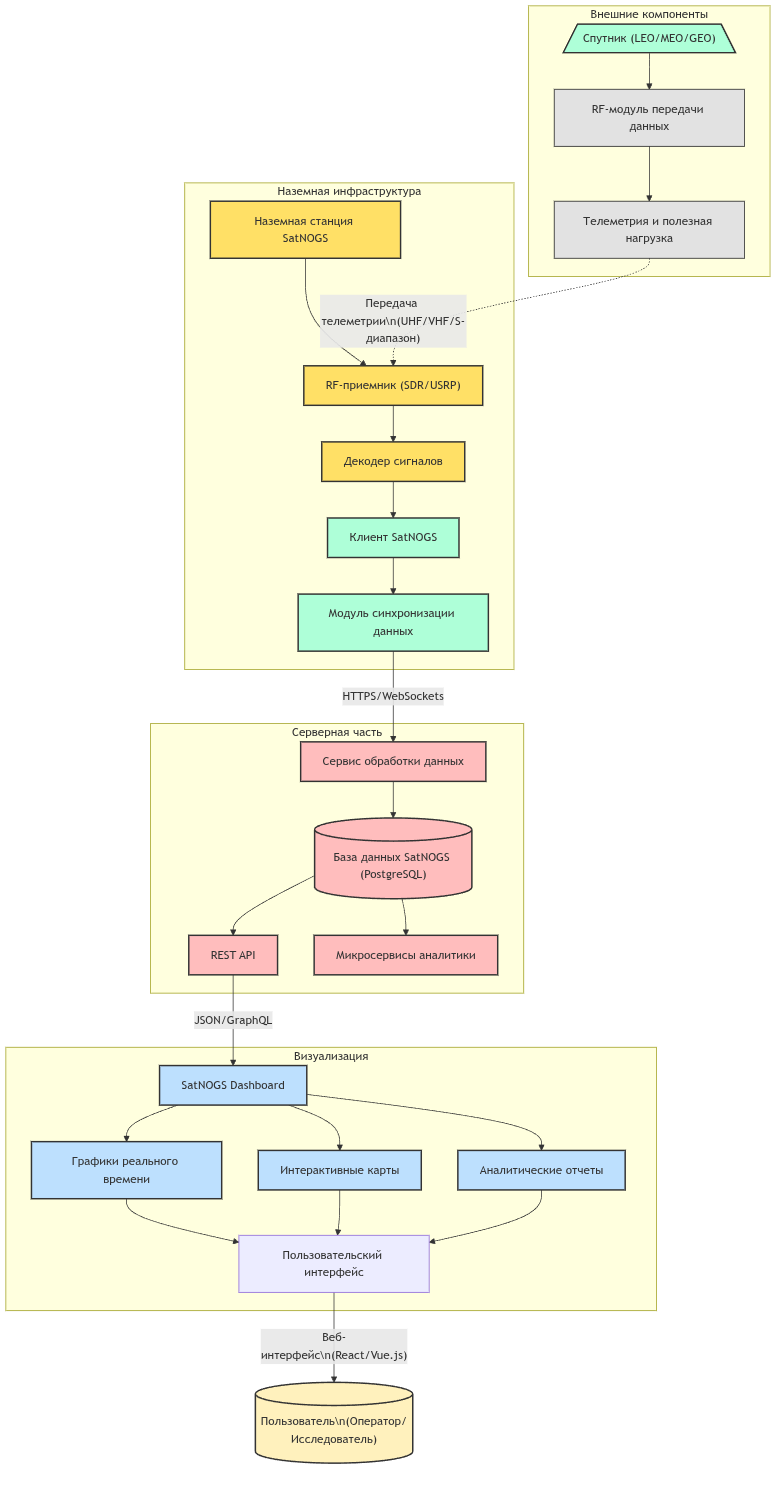 Внешние компоненты
Спутник (LEO/MEO/GEO)
RF-модуль передачи
данных
Телеметрия и полезная
нагрузка
Наземная инфраструктура
Наземная станция
SatNOGS
Передача
телеметрии\n(UHF/VHF/S-
диапазон)
RF-приемник (SDR/USRP)
Декодер сигналов
Клиент SatNOGS
Модуль синхронизации
данных
HTTPS/WebSockets
Серверная часть
Сервис обработки данных
База данных SatNOGS
(PostgreSQL)
REST API
Микросервисы аналитики
JSON/GraphQL
Визуализация
SatNOGS Dashboard
Графики реального
времени
Интерактивные карты
Аналитические отчеты
Пользовательский
интерфейс
Веб-
интерфейс\n(React/Vue.js)
Пользователь\n(Оператор/
Исследователь)